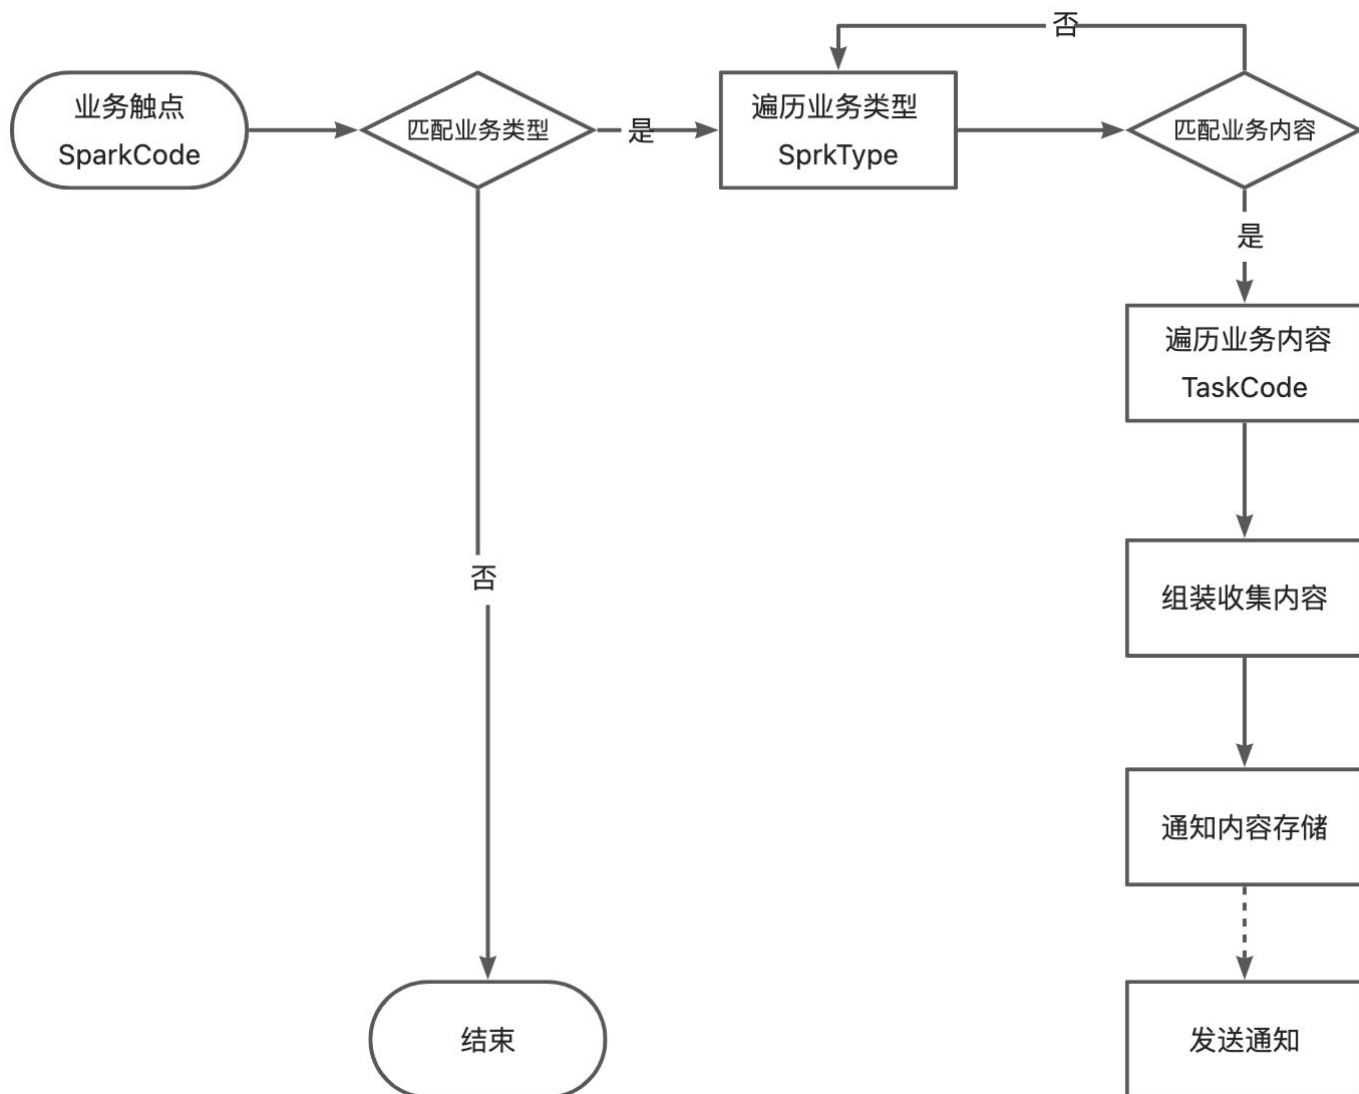 否
业务触点
SparkCode
匹配业务类型
是
遍历业务类型
SprkType
匹配业务内容
是
遍历业务内容
TaskCode
组装收集内容
否
通知内容存储
结束
发送通知